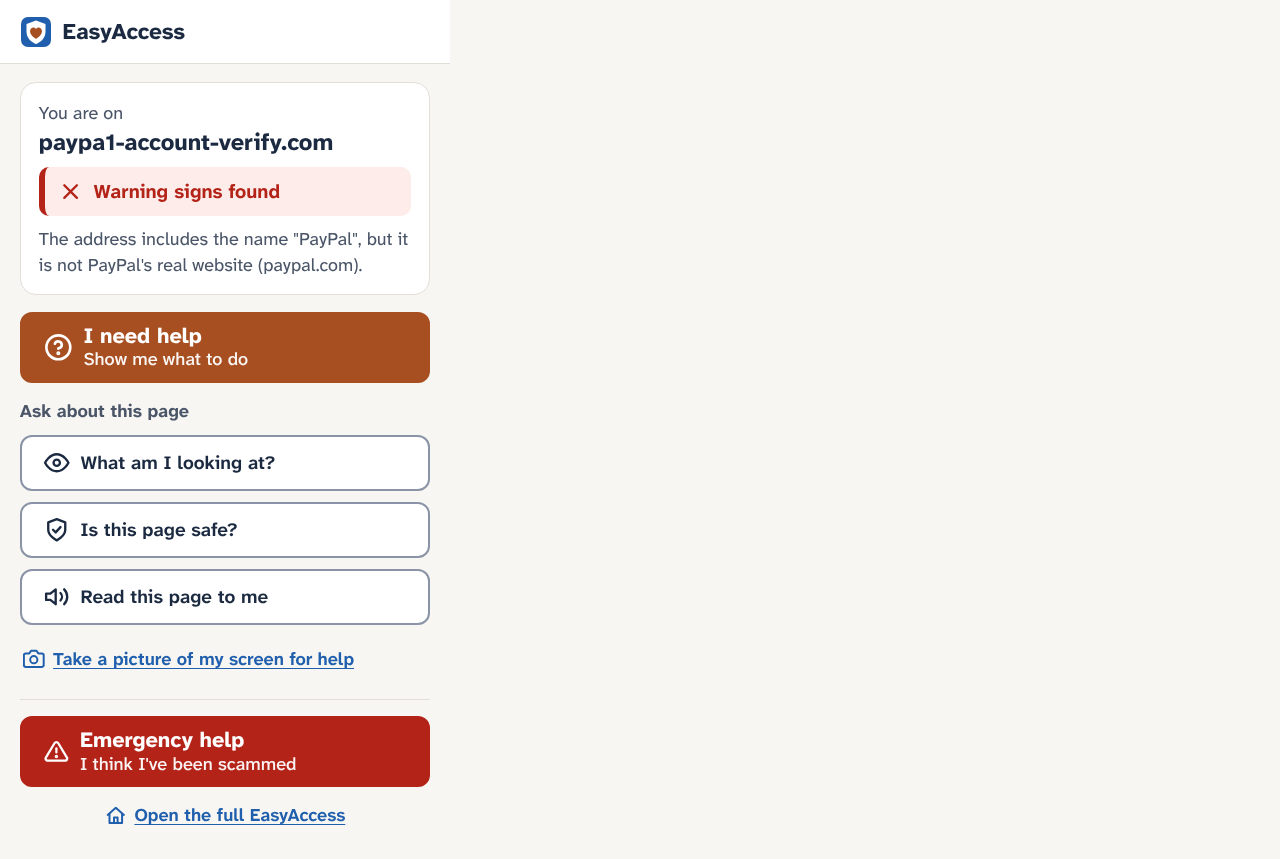 EasyAccess
You are on
paypa1-account-verify.com
Warning signs found
The address includes the name "PayPal", but it
is not PayPal's real website (paypal.com).
I need help
Show me what to do
Ask about this page
What am I looking at?
Is this page safe?
Read this page to me
Take a picture of my screen for help
Emergency help
I think I've been scammed
Open the full EasyAccess